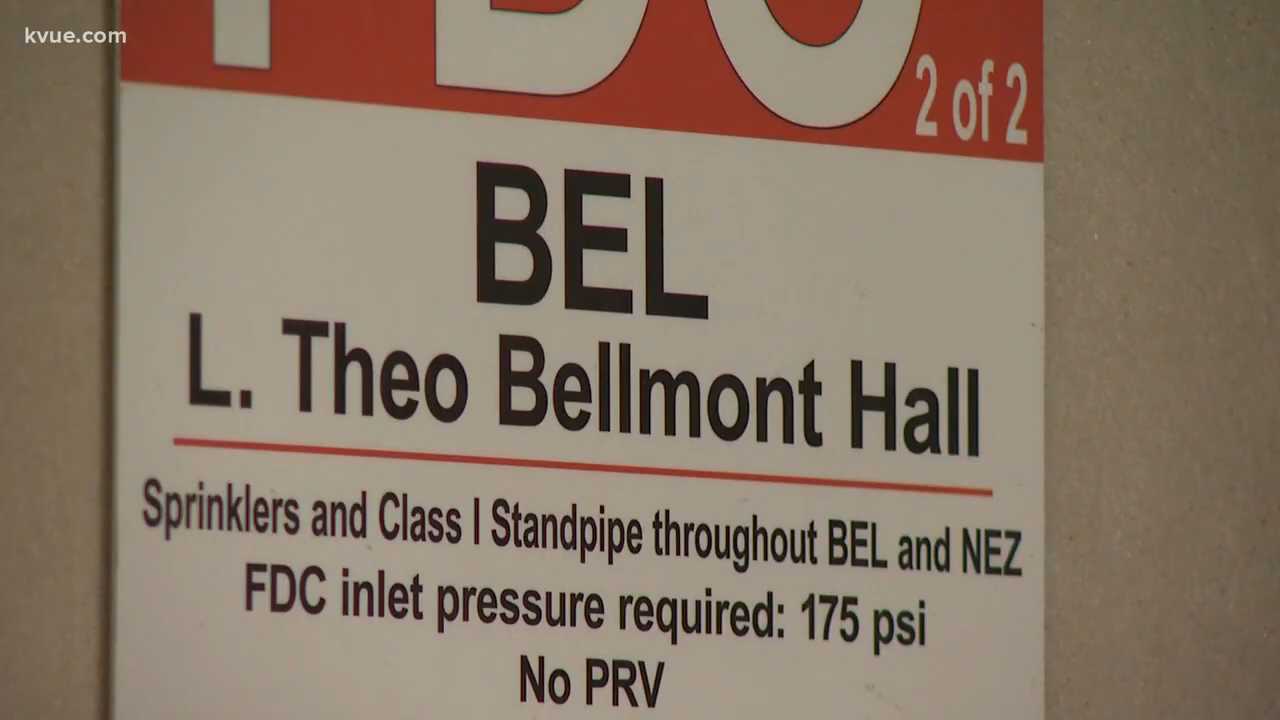 kvue.com
FDC
2 of 2
BEL
L. Theo Bellmont Hall
Sprinklers and Class I Standpipe throughout BEL and NEZ
FDC inlet pressure required: 175 psi
No PRV